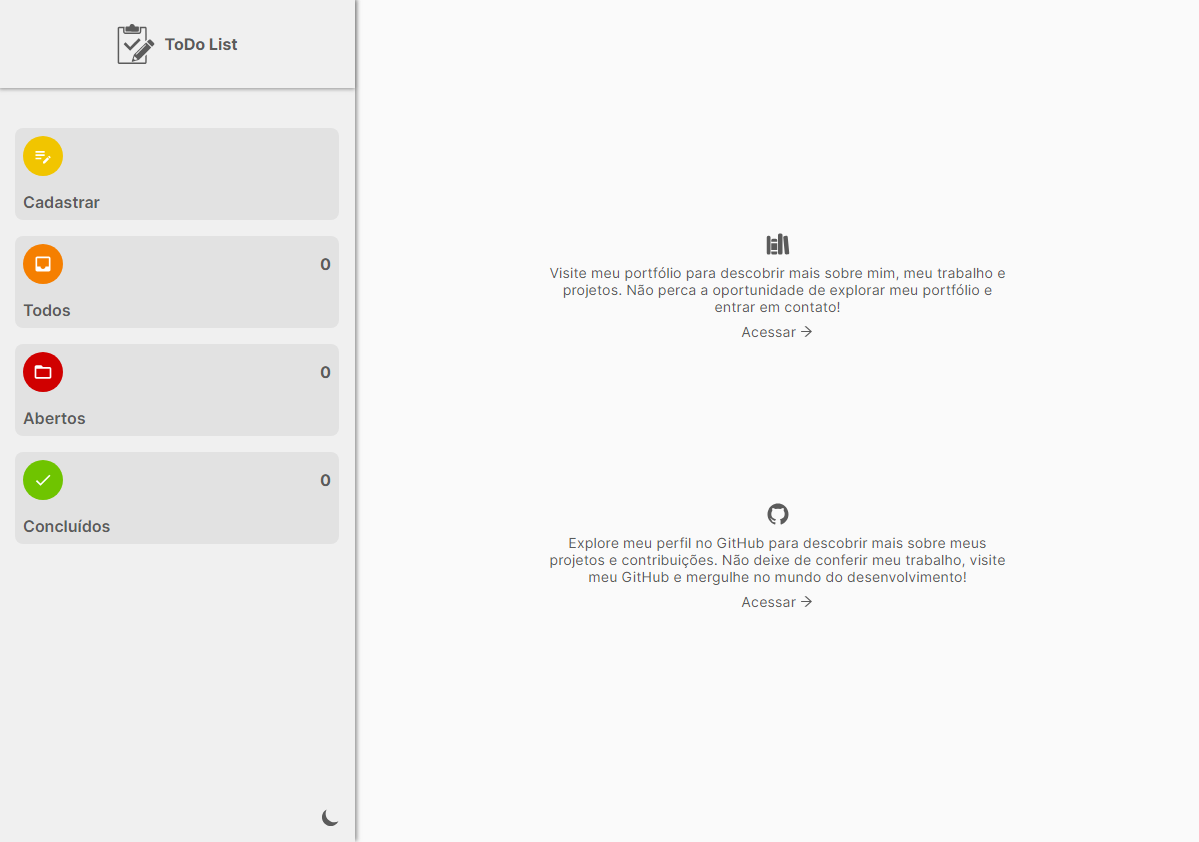 ToDo List
Cadastrar
0
Todos
0
Abertos
0
Concluídos
Visite meu portfólio para descobrir mais sobre mim, meu trabalho e
projetos. Não perca a oportunidade de explorar meu portfólio e
entrar em contato!
Acessar →
Explore meu perfil no GitHub para descobrir mais sobre meus
projetos e contribuições. Não deixe de conferir meu trabalho, visite
meu GitHub e mergulhe no mundo do desenvolvimento!
Acessar →